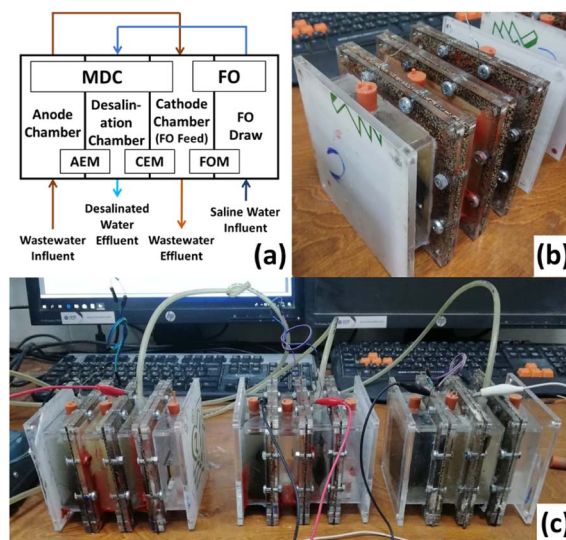 MDC
FO
Anode
Chamber
Desalin-
ation
Chamber
Cathode
Chamber
(FO Feed)
FO
Draw
AEM
CEM
FOM
Wastewater
Influent
Desalinated
Water
Effluent
Wastewater
Effluent
Saline Water
Influent
(a)
(b)
(c)